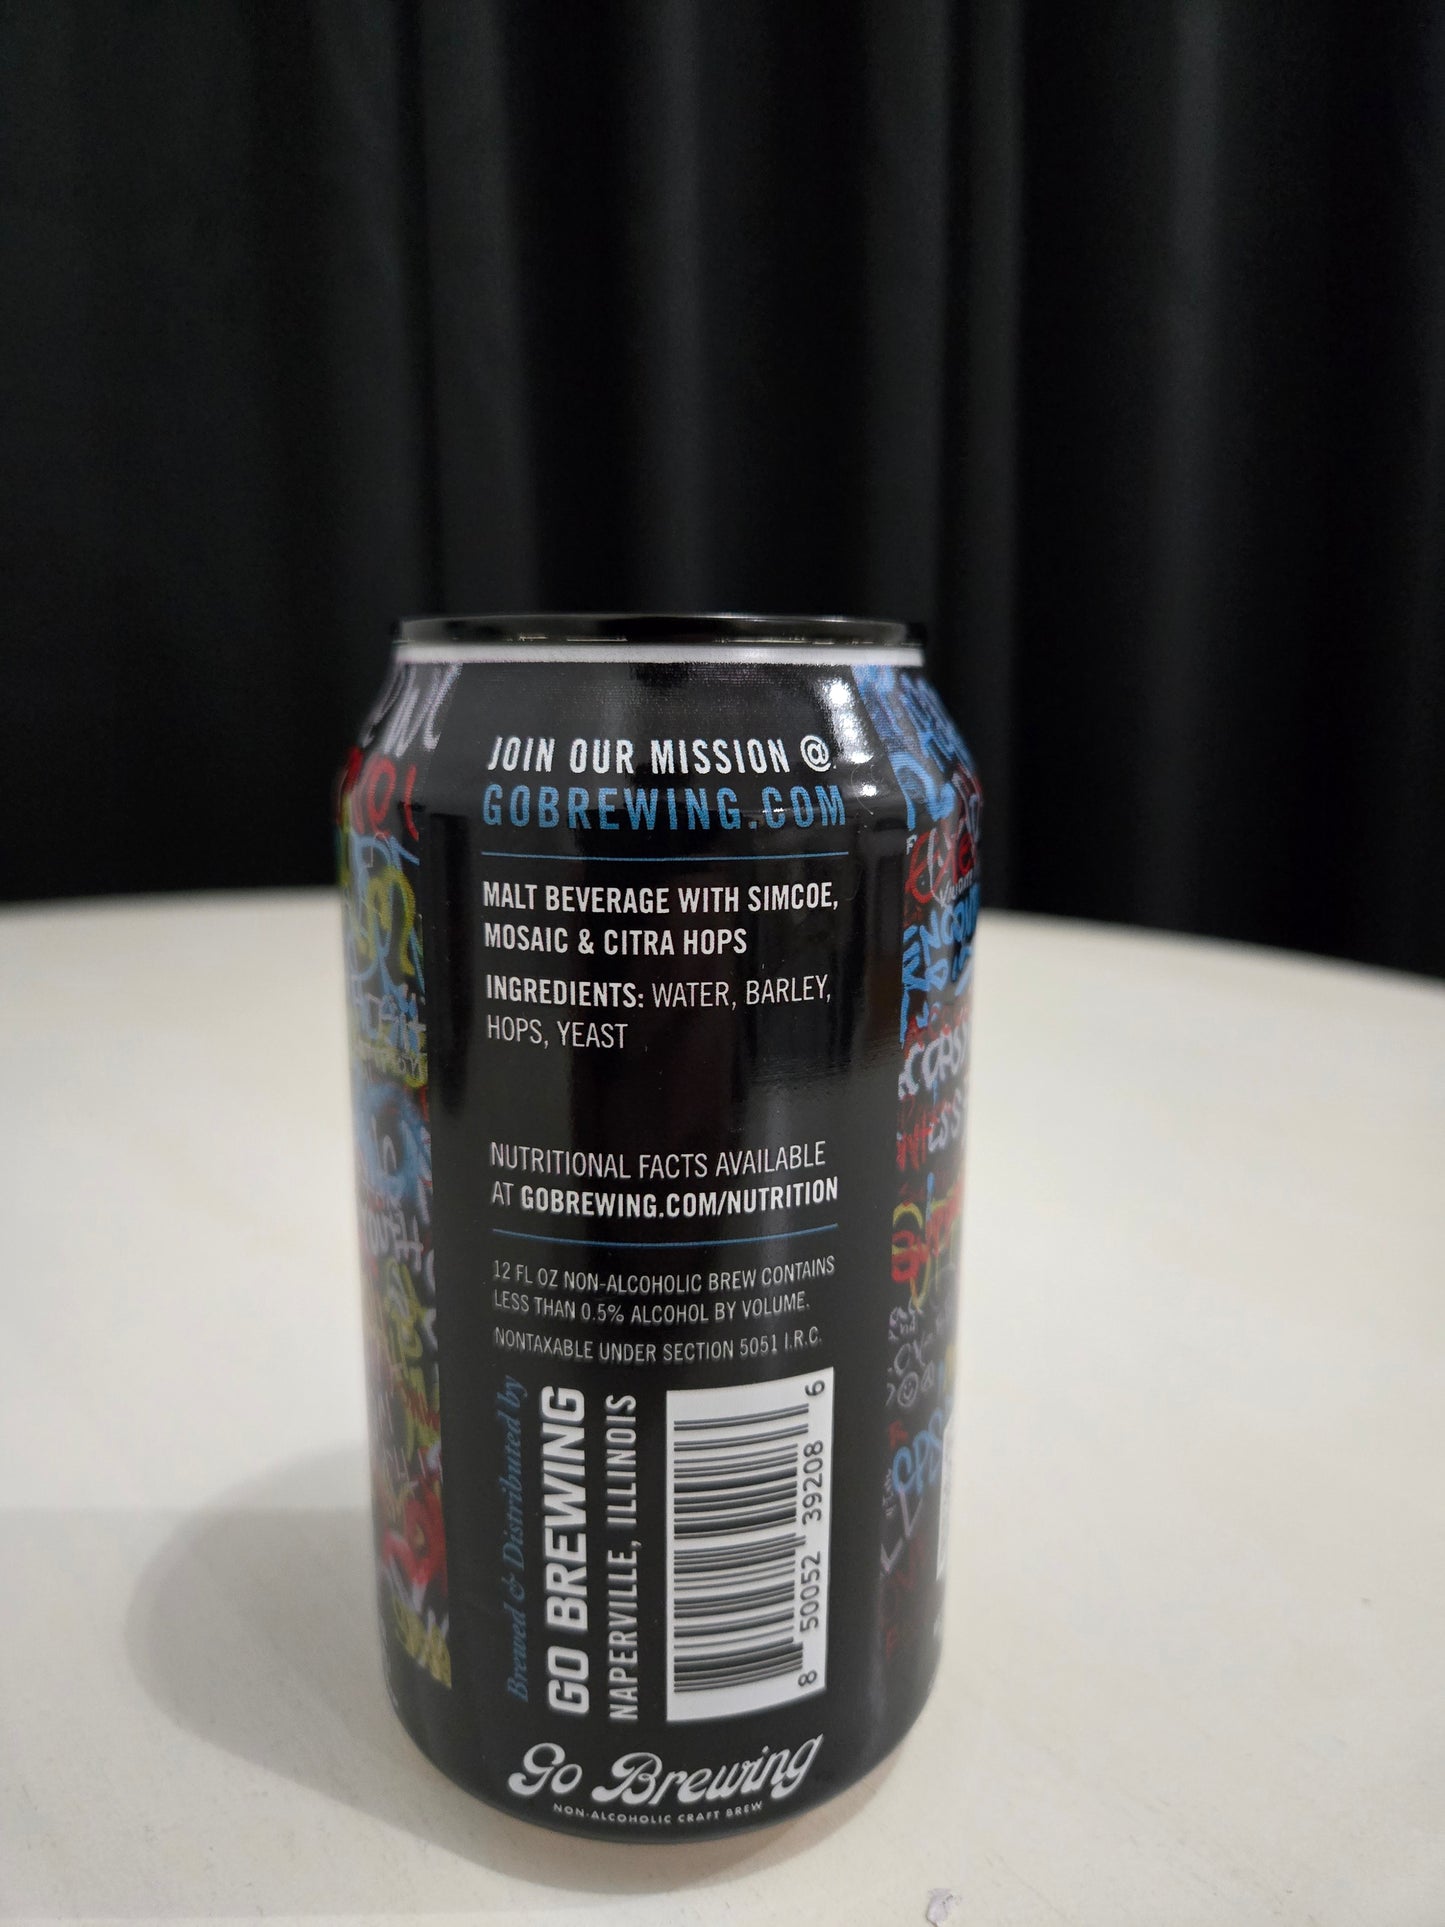 JOIN OUR MISSION @
GOBREWING.COM
MALT BEVERAGE WITH SIMCOE,
MOSAIC & CITRA HOPS
INGREDIENTS: WATER, BARLEY,
HOPS, YEAST
NUTRITIONAL FACTS AVAILABLE
AT GOBREWING.COM/NUTRITION
12 FL OZ NON-ALCOHOLIC BREW CONTAINS
LESS THAN 0.5% ALCOHOL BY VOLUME.
NONTAXABLE UNDER SECTION 5051 I.R.C.
Brewed & Distributed by
GO BREWING
NAPERVILLE, ILLINOIS
8 50052 39208 6
Go Brewing
NON-ALCOHOLIC CRAFT BREW